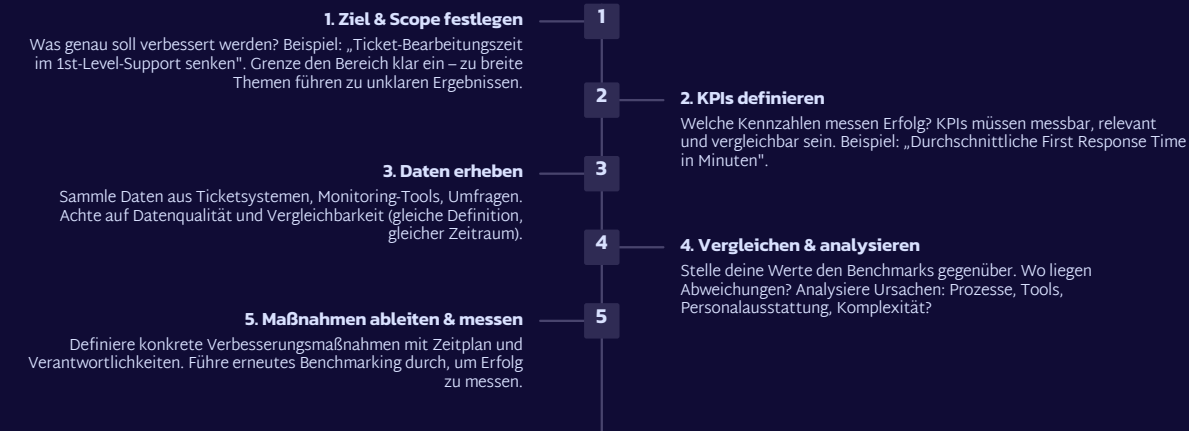 1. Ziel & Scope festlegen
1
Was genau soll verbessert werden? Beispiel: „Ticket-Bearbeitungszeit
im 1st-Level-Support senken". Grenze den Bereich klar ein – zu breite
Themen führen zu unklaren Ergebnissen.
2
2. KPIs definieren
Welche Kennzahlen messen Erfolg? KPIs müssen messbar, relevant
und vergleichbar sein. Beispiel: „Durchschnittliche First Response Time
in Minuten".
3. Daten erheben
3
Sammle Daten aus Ticketsystemen, Monitoring-Tools, Umfragen.
Achte auf Datenqualität und Vergleichbarkeit (gleiche Definition,
gleicher Zeitraum).
4
4. Vergleichen & analysieren
Stelle deine Werte den Benchmarks gegenüber. Wo liegen
Abweichungen? Analysiere Ursachen: Prozesse, Tools,
Personalausstattung, Komplexität?
5. Maßnahmen ableiten & messen
5
Definiere konkrete Verbesserungsmaßnahmen mit Zeitplan und
Verantwortlichkeiten. Führe erneutes Benchmarking durch, um Erfolg
zu messen.